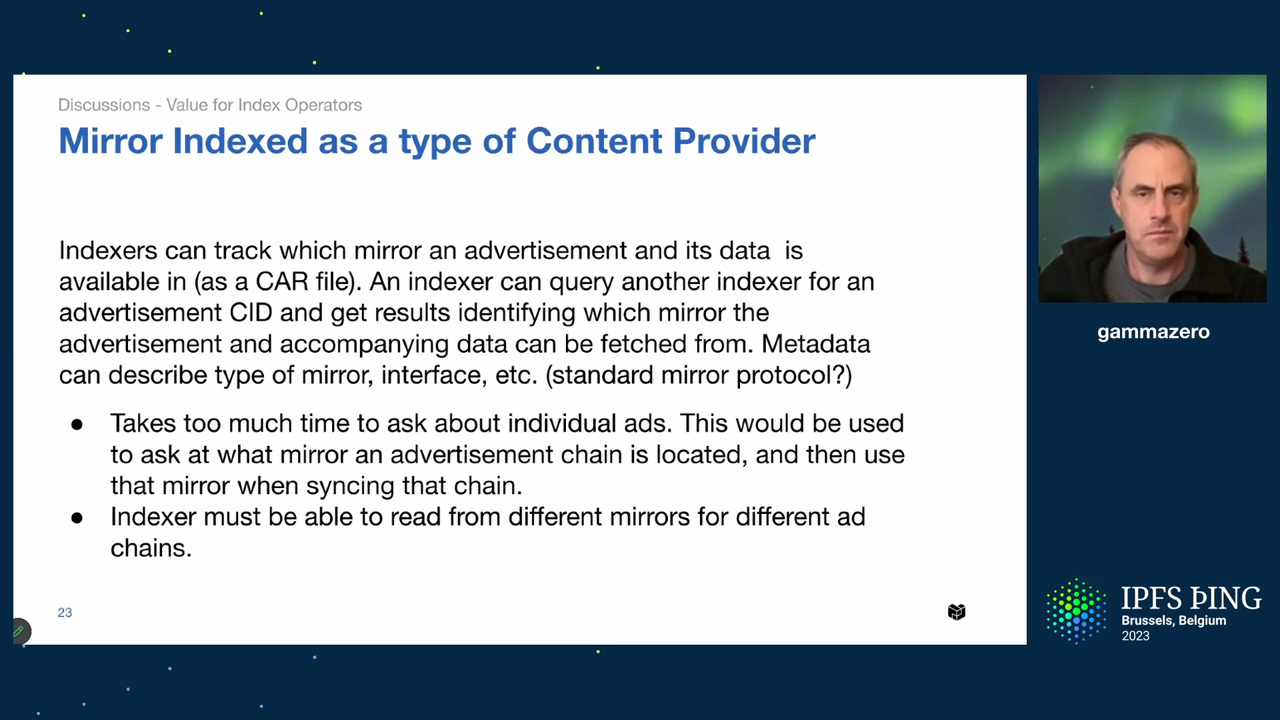 Discussions - Value for Index Operators
Mirror Indexed as a type of Content Provider
Indexers can track which mirror an advertisement and its data is
available in (as a CAR file). An indexer can query another indexer for an
advertisement CID and get results identifying which mirror the
advertisement and accompanying data can be fetched from. Metadata
can describe type of mirror, interface, etc. (standard mirror protocol?)
● Takes too much time to ask about individual ads. This would be used
to ask at what mirror an advertisement chain is located, and then use
that mirror when syncing that chain.
● Indexer must be able to read from different mirrors for different ad
chains.
23
gammazero
IPFS ÞING
Brussels, Belgium
2023